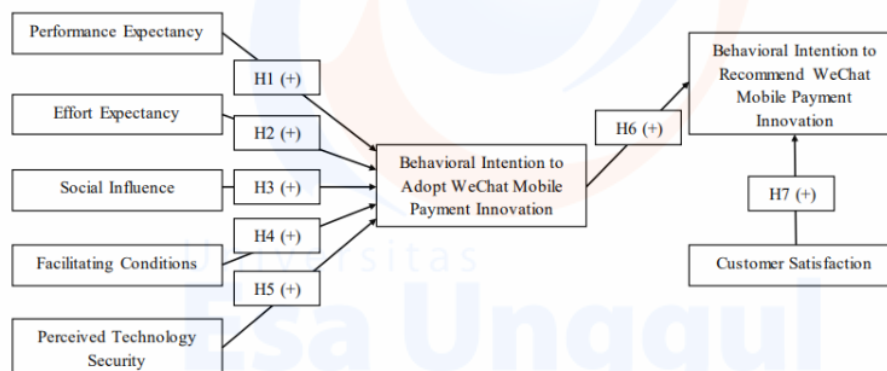 Performance Expectancy
H1 (+)
Effort Expectancy
H2 (+)
Social Influence
H3 (+)
Facilitating Conditions
H4 (+)
H5 (+)
Perceived Technology
Security
Behavioral Intention to
Adopt WeChat Mobile
Payment Innovation
H6 (+)
Behavioral Intention to
Recommend WeChat
Mobile Payment
Innovation
H7 (+)
Customer Satisfaction
Universitas
Esa Unggul